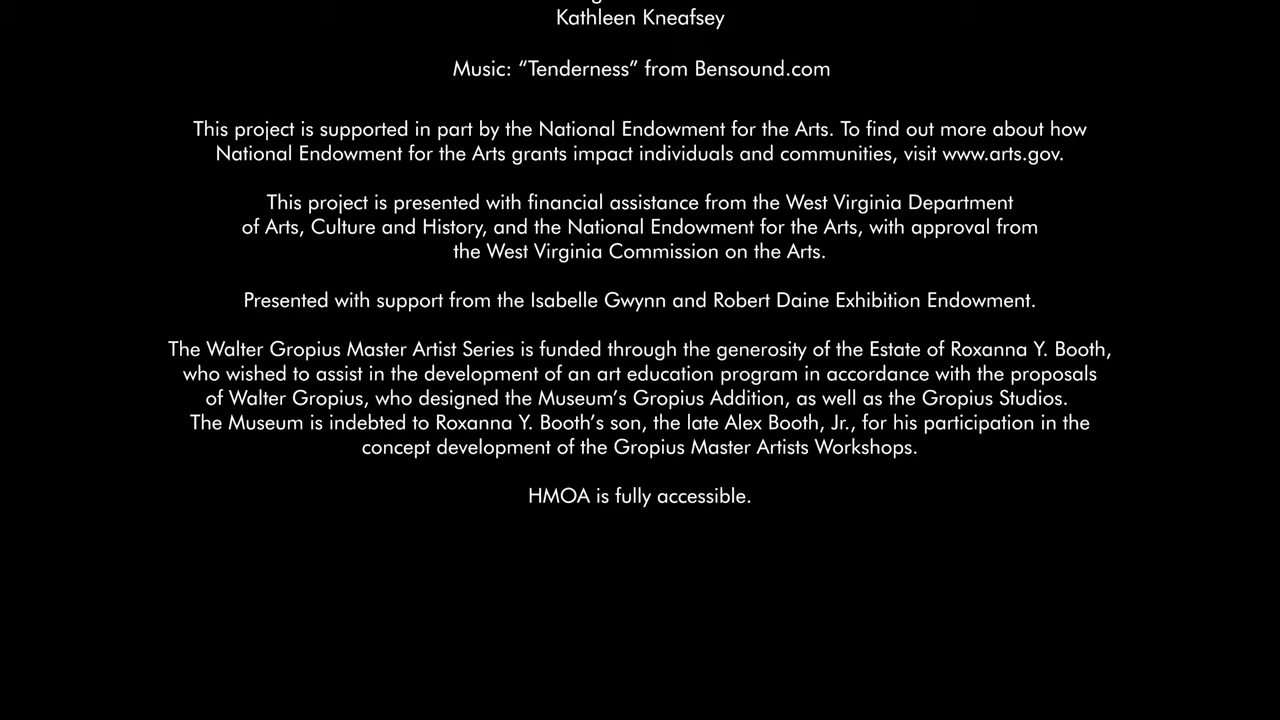 Kathleen Kneafsey
Music: “Tenderness” from Bensound.com
This project is supported in part by the National Endowment for the Arts. To find out more about how
National Endowment for the Arts grants impact individuals and communities, visit www.arts.gov.
This project is presented with financial assistance from the West Virginia Department
of Arts, Culture and History, and the National Endowment for the Arts, with approval from
the West Virginia Commission on the Arts.
Presented with support from the Isabelle Gwynn and Robert Daine Exhibition Endowment.
The Walter Gropius Master Artist Series is funded through the generosity of the Estate of Roxanna Y. Booth,
who wished to assist in the development of an art education program in accordance with the proposals
of Walter Gropius, who designed the Museum’s Gropius Addition, as well as the Gropius Studios.
The Museum is indebted to Roxanna Y. Booth’s son, the late Alex Booth, Jr., for his participation in the
concept development of the Gropius Master Artists Workshops.
HMOA is fully accessible.